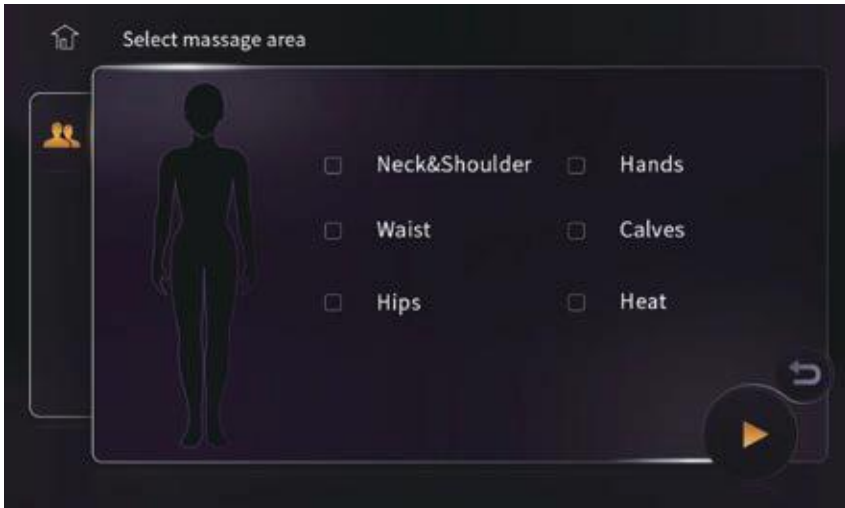 Select massage area
Neck&Shoulder
Hands
Waist
Calves
Hips
Heat